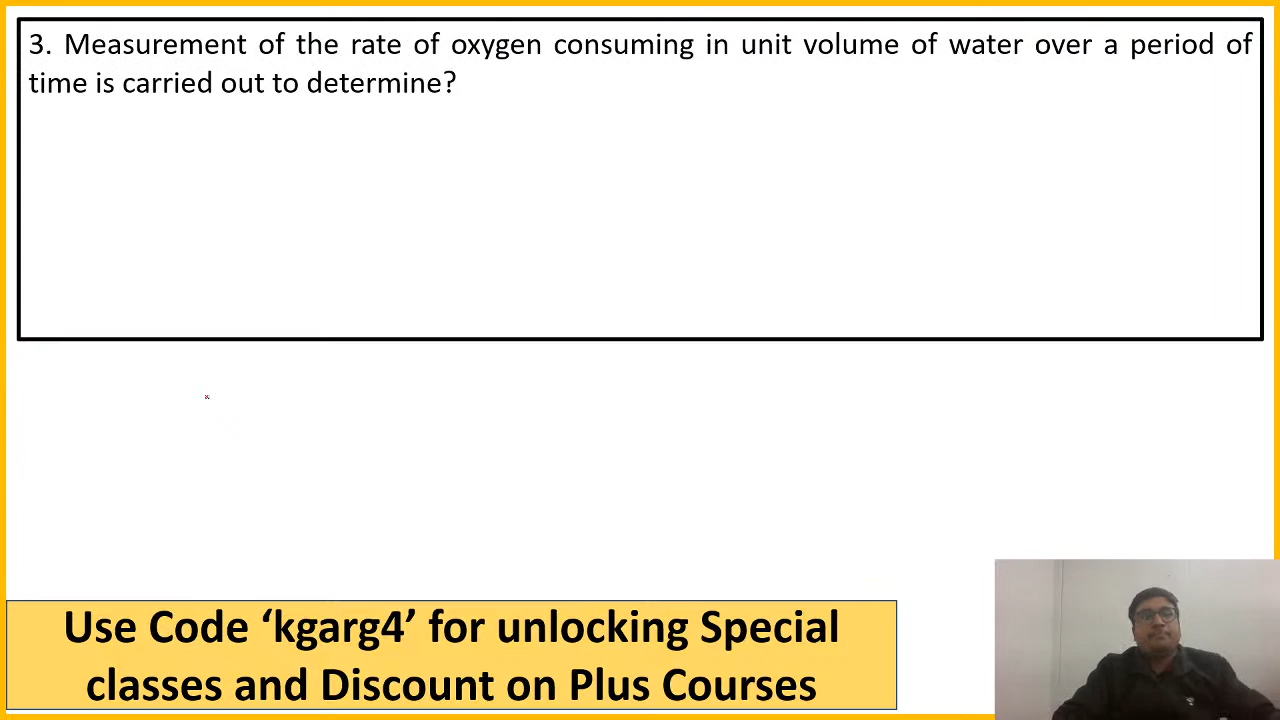 3. Measurement of the rate of oxygen consuming in unit volume of water over a period of
time is carried out to determine?
Use Code ‘kgarg4’ for unlocking Special
classes and Discount on Plus Courses